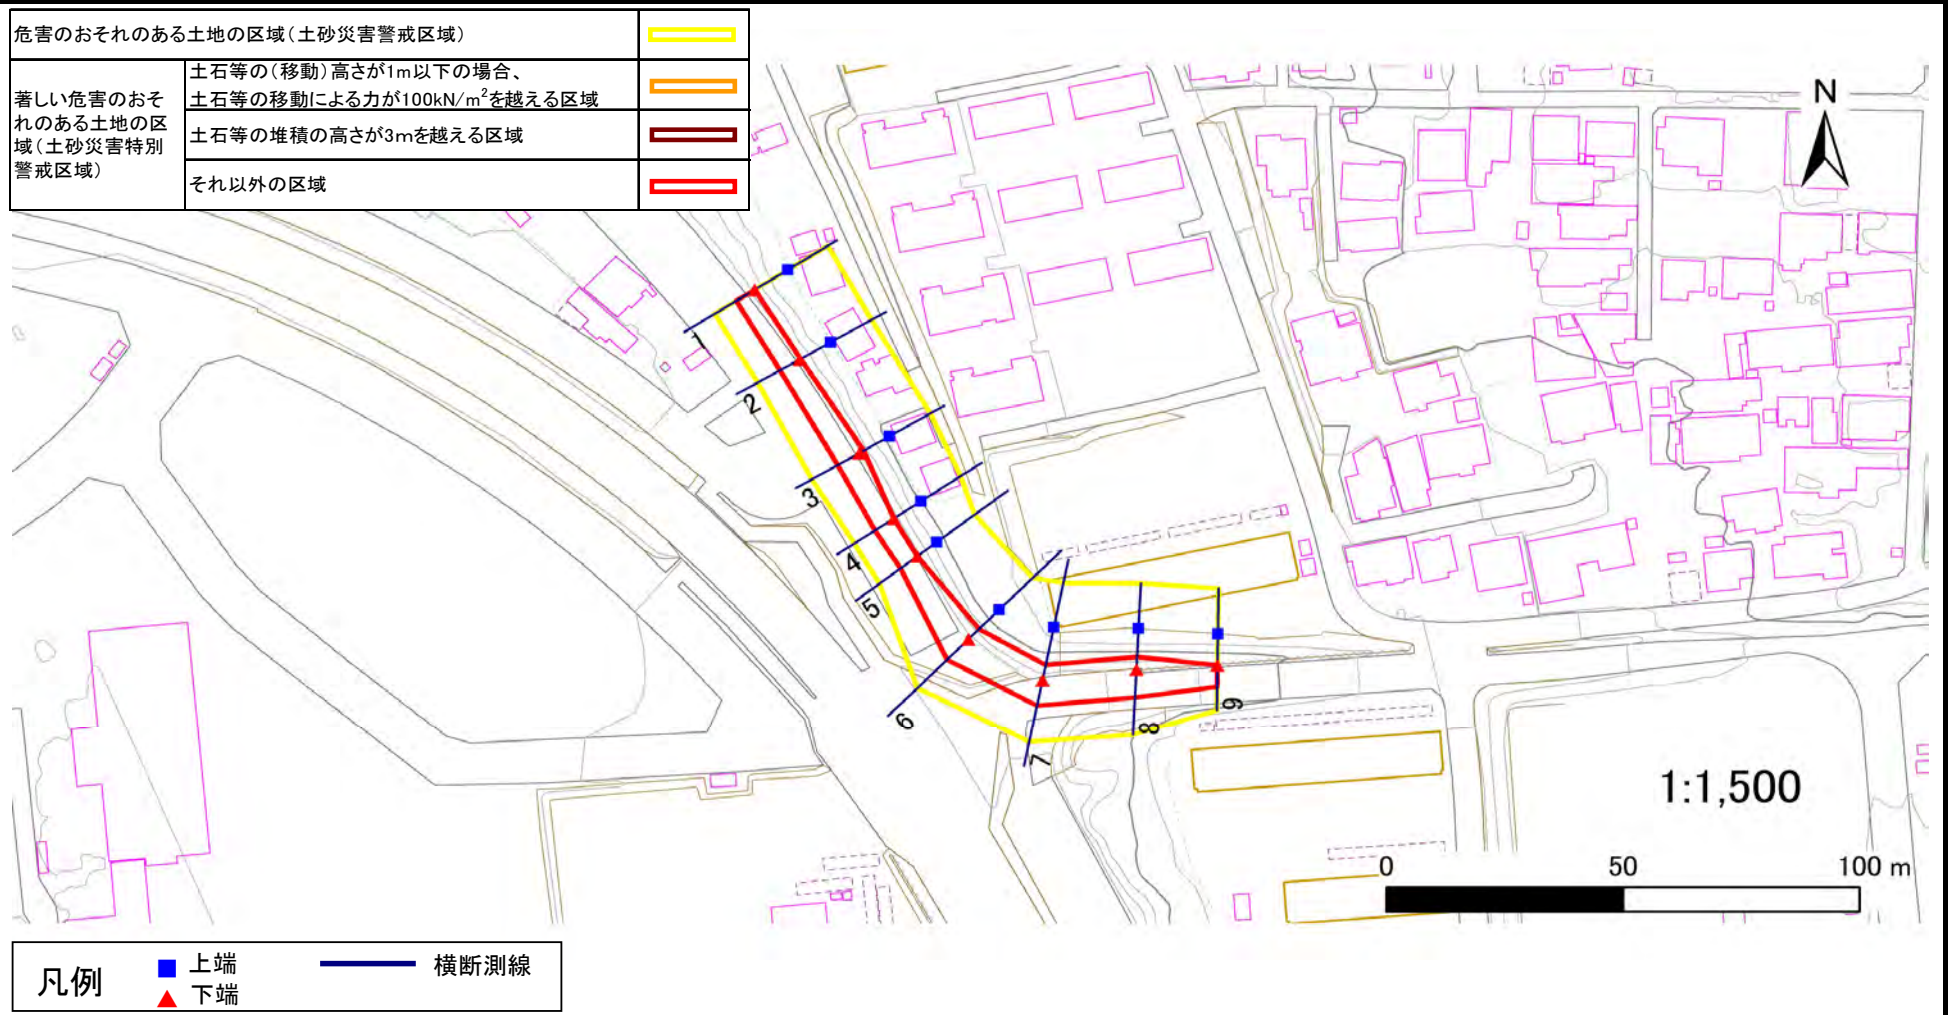 危害のおそれのある土地の区域(土砂災害警戒区域)
著しい危害のおそ
れのある土地の区
域(土砂災害特別
警戒区域)
土石等の(移動)高さが1m以下の場合、
土石等の移動による力が100kN/m²を越える区域
土石等の堆積の高さが3mを越える区域
それ以外の区域
N
1
2
3
4
5
6
7
8
9
1:1,500
0 50 100 m
凡例
上端
下端
横断測線